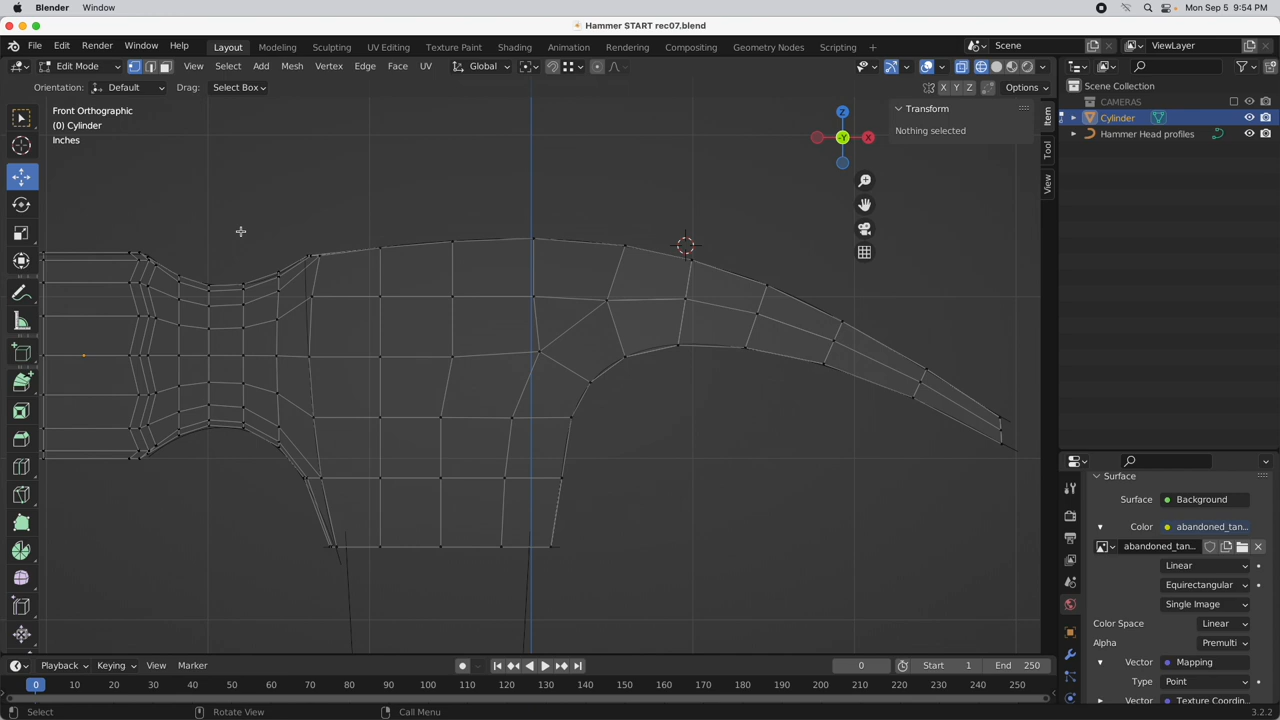 Blender Window Mon Sep 5 9:54 PM
Hammer START rec07.blend
File Edit Render Window Help Layout Modeling Sculpting UV Editing Texture Paint Shading Animation Rendering Compositing Geometry Nodes Scripting + Scene ViewLayer
Edit Mode View Select Add Mesh Vertex Edge Face UV Global
Orientation: Default Drag: Select Box X Y Z Options
Front Orthographic
(0) Cylinder
Inches
Transform
Nothing selected
Item
Tool
View
Z
-Y
X
Scene Collection
CAMERAS
Cylinder
Hammer Head profiles
Surface
Surface Background
Color abandoned_tan...
abandoned_tan...
Linear
Equirectangular
Single Image
Color Space Linear
Alpha Premulti
Vector Mapping
Type Point
Vector Texture Coordin...
Playback Keying View Marker 0 Start 1 End 250
0 10 20 30 40 50 60 70 80 90 100 110 120 130 140 150 160 170 180 190 200 210 220 230 240 250
Select Rotate View Call Menu 3.2.2